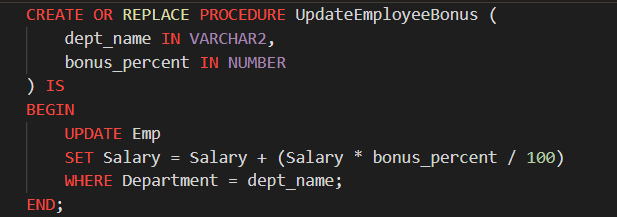 CREATE OR REPLACE PROCEDURE UpdateEmployeeBonus (
    dept_name IN VARCHAR2,
    bonus_percent IN NUMBER
) IS
BEGIN
    UPDATE Emp
    SET Salary = Salary + (Salary * bonus_percent / 100)
    WHERE Department = dept_name;
END;